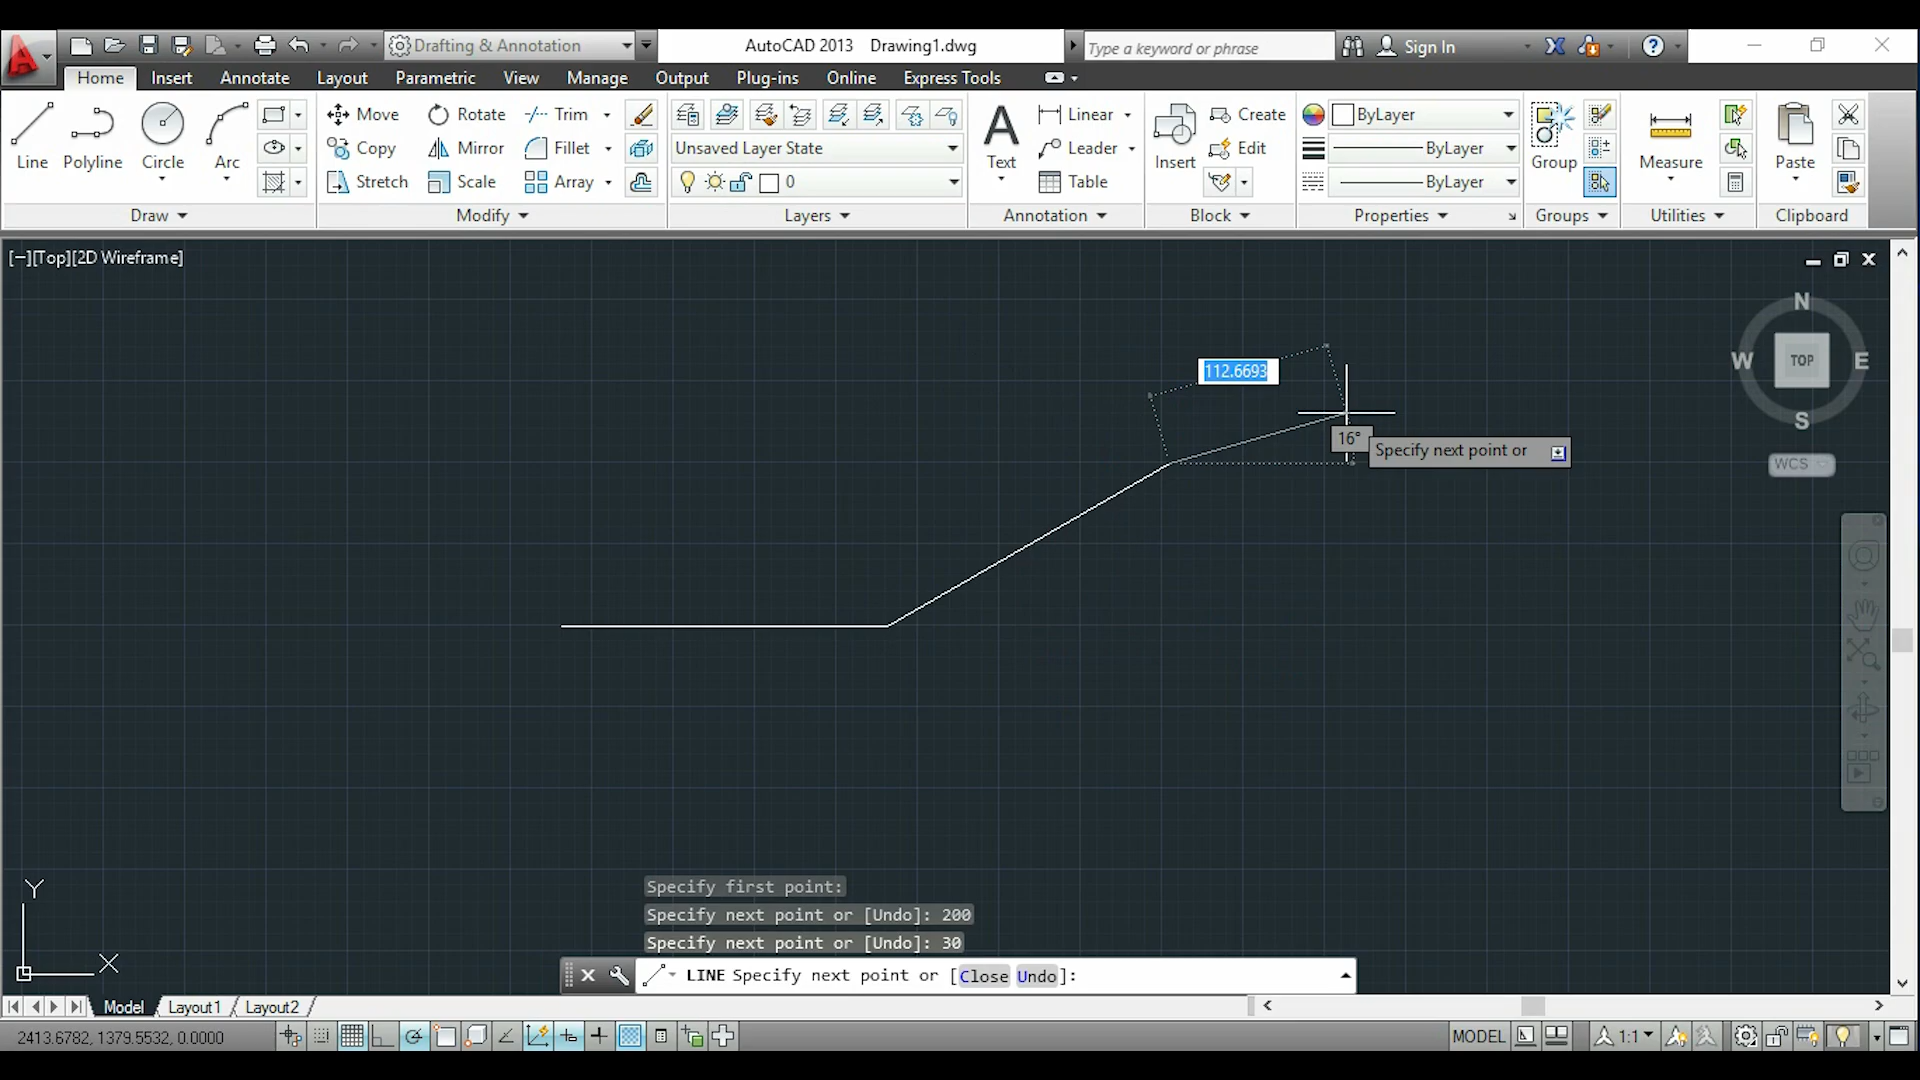 Drafting & Annotation
AutoCAD 2013 Drawing1.dwg
Type a keyword or phrase
Sign In
Home Insert Annotate Layout Parametric View Manage Output Plug-ins Online Express Tools
Line Polyline Circle Arc
Move Rotate Trim
Copy Mirror Fillet
Stretch Scale Array
Unsaved Layer State
0
Text
Linear
Leader
Table
Insert
Create
Edit
ByLayer
ByLayer
ByLayer
Group
Measure
Paste
Draw Modify Layers Annotation Block Properties Groups Utilities Clipboard
[−][Top][2D Wireframe]
N
W TOP E
S
WCS
112.6693
16°
Specify next point or
Y
X
Specify first point:
Specify next point or [Undo]: 200
Specify next point or [Undo]: 30
LINE Specify next point or [Close Undo]:
Model Layout1 Layout2
2413.6782, 1379.5532, 0.0000
MODEL 1:1